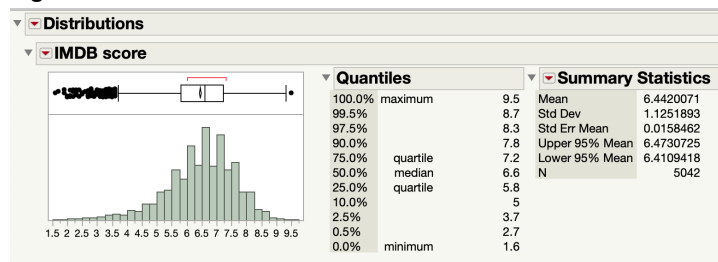 Distributions
IMDB score
1.5 2 2.5 3 3.5 4 4.5 5 5.5 6 6.5 7 7.5 8 8.5 9 9.5
Quantiles
100.0% maximum 9.5
99.5% 8.7
97.5% 8.3
90.0% 7.8
75.0% quartile 7.2
50.0% median 6.6
25.0% quartile 5.8
10.0% 5
2.5% 3.7
0.5% 2.7
0.0% minimum 1.6
Summary Statistics
Mean 6.4420071
Std Dev 1.1251893
Std Err Mean 0.0158462
Upper 95% Mean 6.4730725
Lower 95% Mean 6.4109418
N 5042